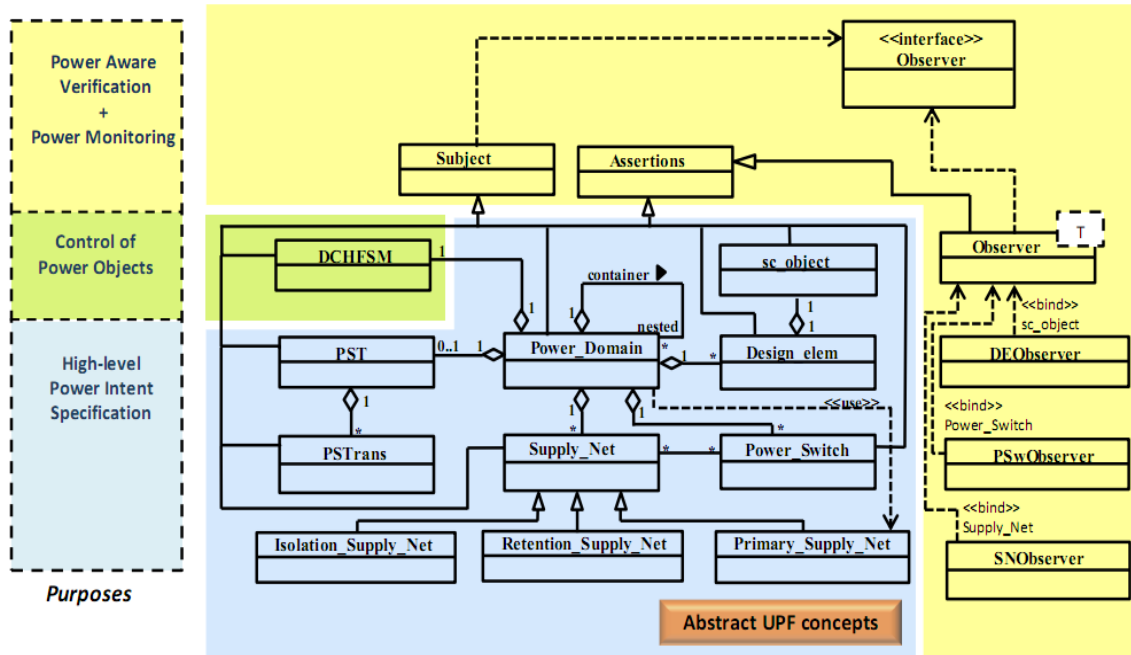 Power Aware
Verification
+
Power Monitoring
Control of
Power Objects
High-level
Power Intent
Specification
Purposes
<<interface>>
Observer
Subject
Assertions
DCHFSM
1
container
nested
1
1
*
sc_object
1
1
Observer
T
<<bind>>
sc_object
DEObserver
PST
0..1
1
Power_Domain
1
*
Design_elem
<<use>>
1
*
1
*
1
*
PSTrans
Supply_Net
*
*
Power_Switch
<<bind>>
Power_Switch
PSwObserver
<<bind>>
Supply_Net
SNObserver
Isolation_Supply_Net
Retention_Supply_Net
Primary_Supply_Net
Abstract UPF concepts